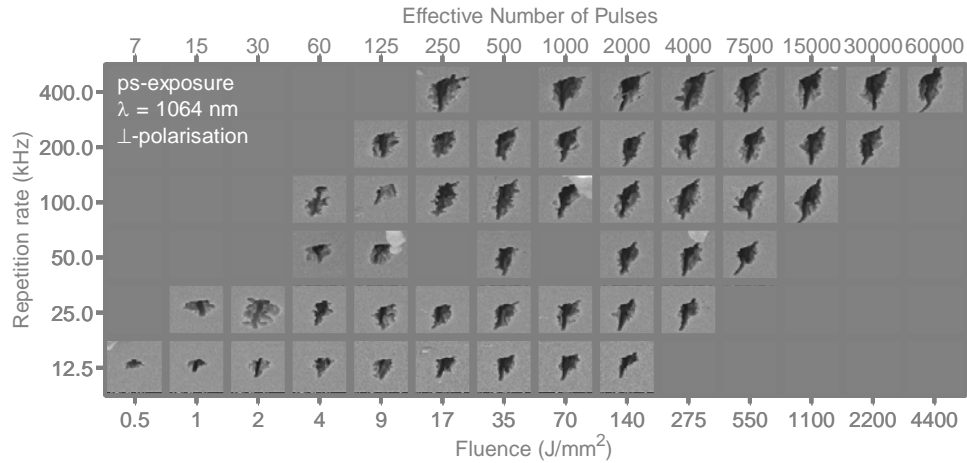 Effective Number of Pulses
7 15 30 60 125 250 500 1000 2000 4000 7500 15000 30000 60000
ps-exposure
λ = 1064 nm
⊥-polarisation
Repetition rate (kHz)
400.0
200.0
100.0
50.0
25.0
12.5
0.5 1 2 4 9 17 35 70 140 275 550 1100 2200 4400
Fluence (J/mm²)